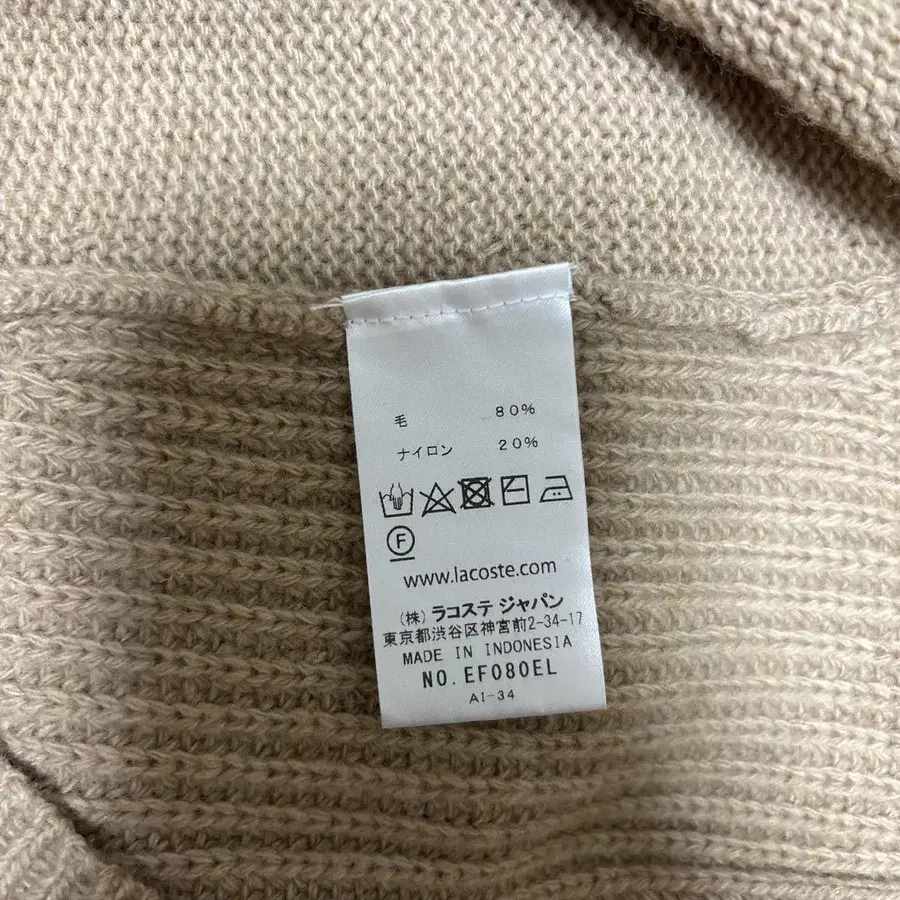 毛 80%
ナイロン 20%
F
www.lacoste.com
(株) ラコステ ジャパン
東京都渋谷区神宮前2-34-17
MADE IN INDONESIA
NO. EF080EL
AI-34